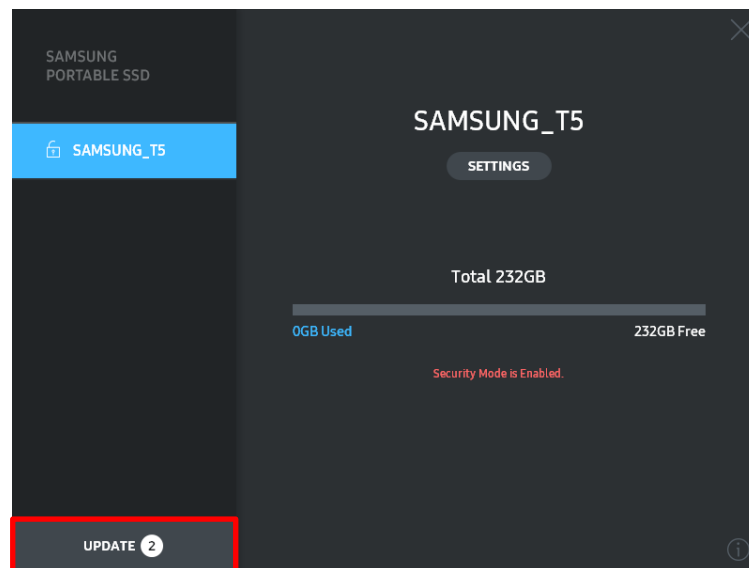 SAMSUNG
PORTABLE SSD
SAMSUNG_T5
SAMSUNG_T5
SETTINGS
Total 232GB
0GB Used
232GB Free
Security Mode is Enabled.
UPDATE 2